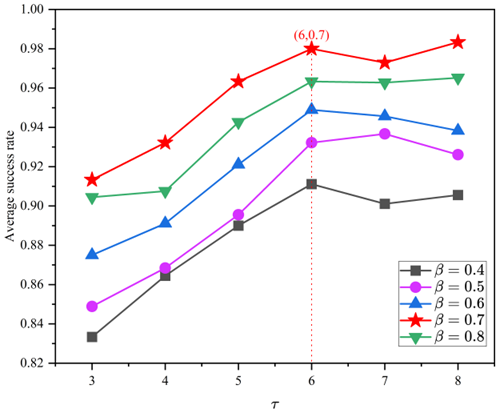 1.00
0.98
0.96
0.94
0.92
0.90
0.88
0.86
0.84
0.82
Average success rate
(6,0.7)
β = 0.4
β = 0.5
β = 0.6
β = 0.7
β = 0.8
3 4 5 6 7 8
τ